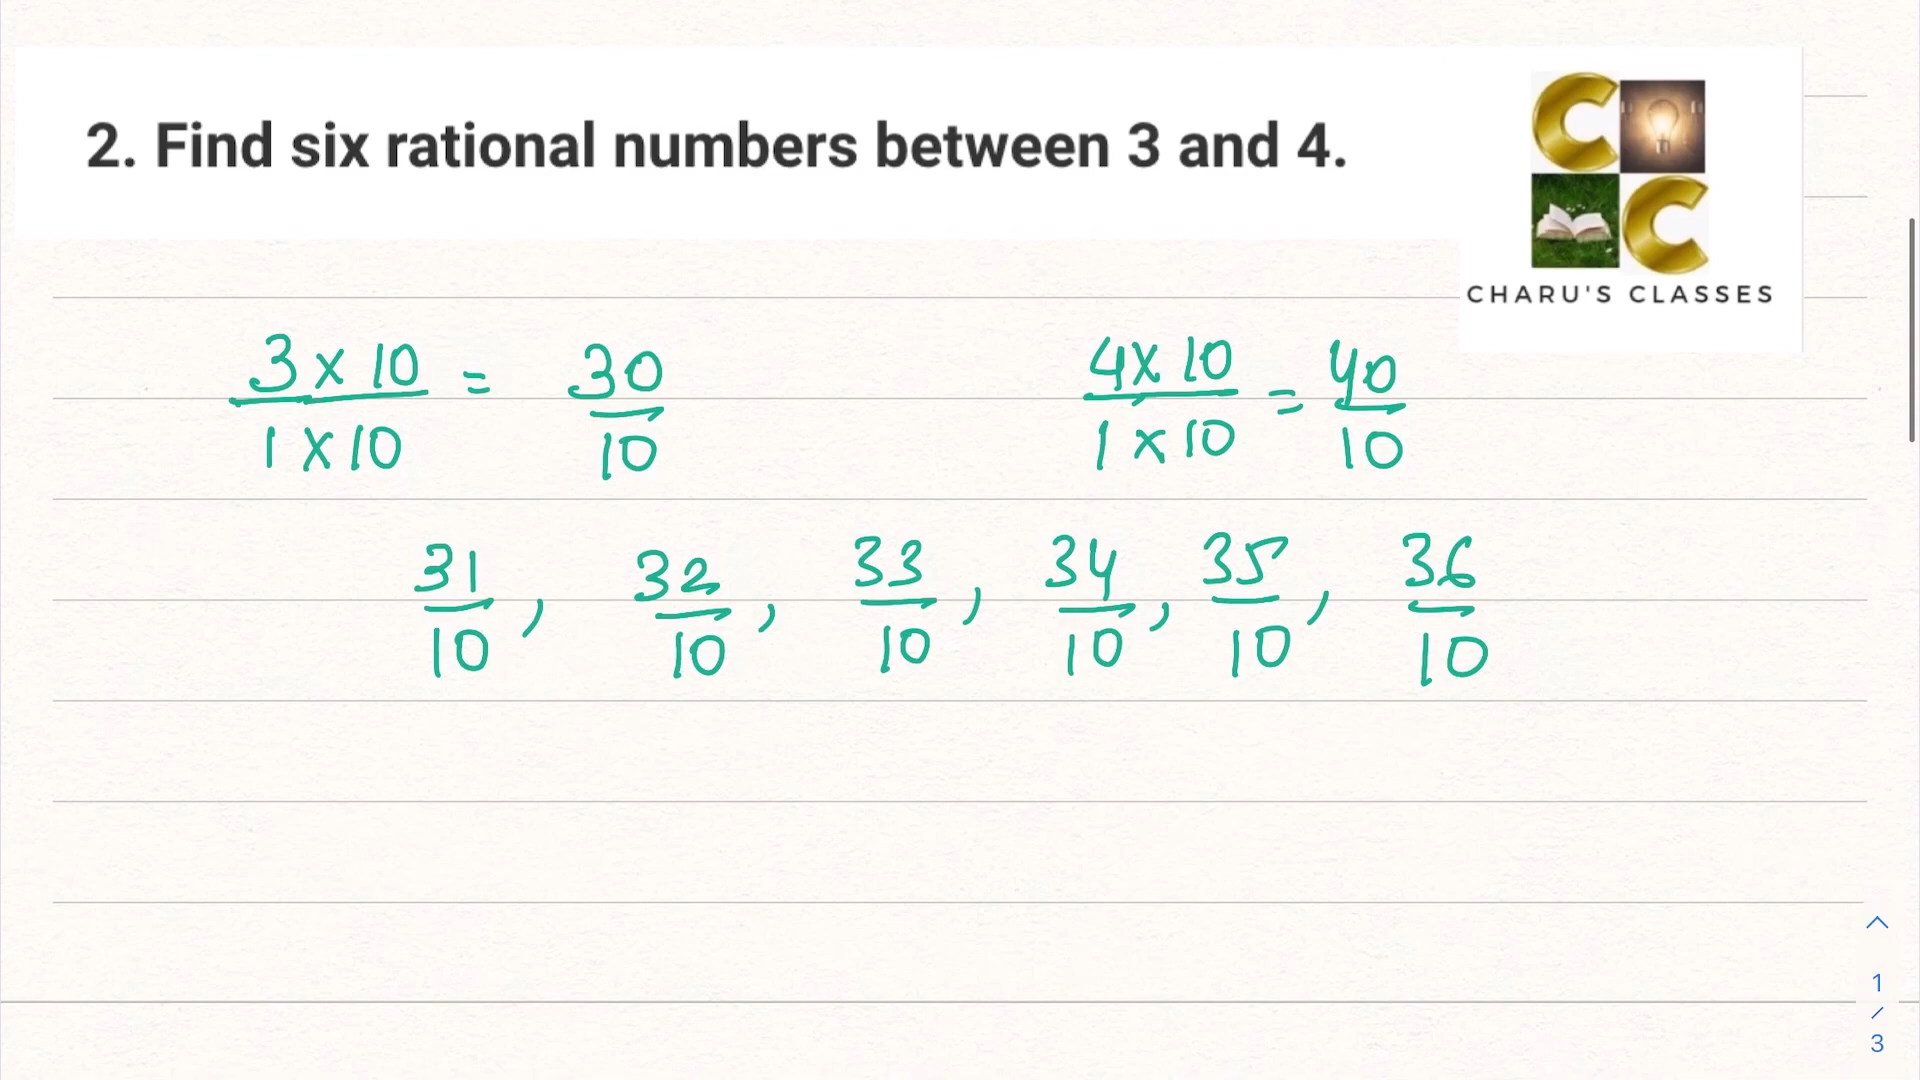 2. Find six rational numbers between 3 and 4.
CHARU'S CLASSES
3 x 10 / 1 x 10 = 30/10
4 x 10 / 1 x 10 = 40/10
31/10, 32/10, 33/10, 34/10, 35/10, 36/10
1
/
3